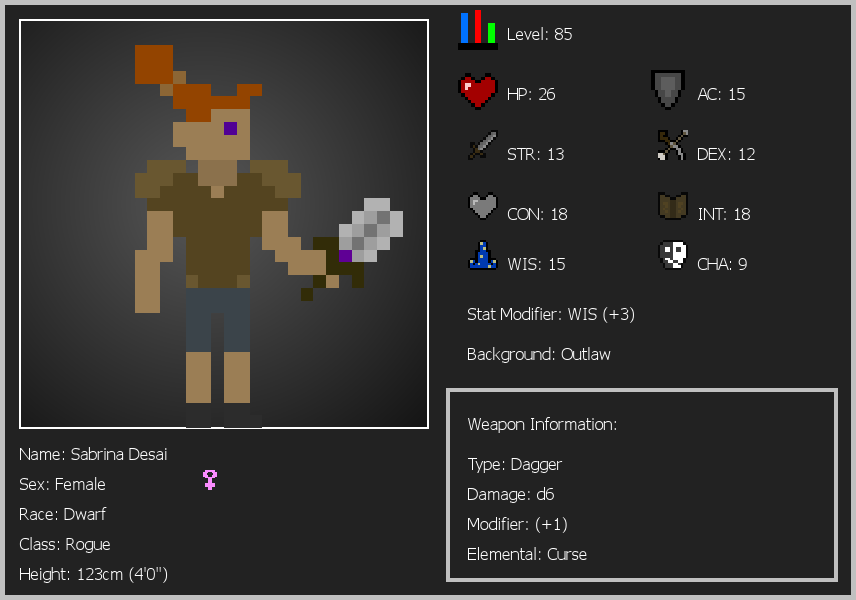 Level: 85
HP: 26
AC: 15
STR: 13
DEX: 12
CON: 18
INT: 18
WIS: 15
CHA: 9
Stat Modifier: WIS (+3)
Background: Outlaw
Weapon Information:
Type: Dagger
Damage: d6
Modifier: (+1)
Elemental: Curse
Name: Sabrina Desai
Sex: Female
Race: Dwarf
Class: Rogue
Height: 123cm (4'0")